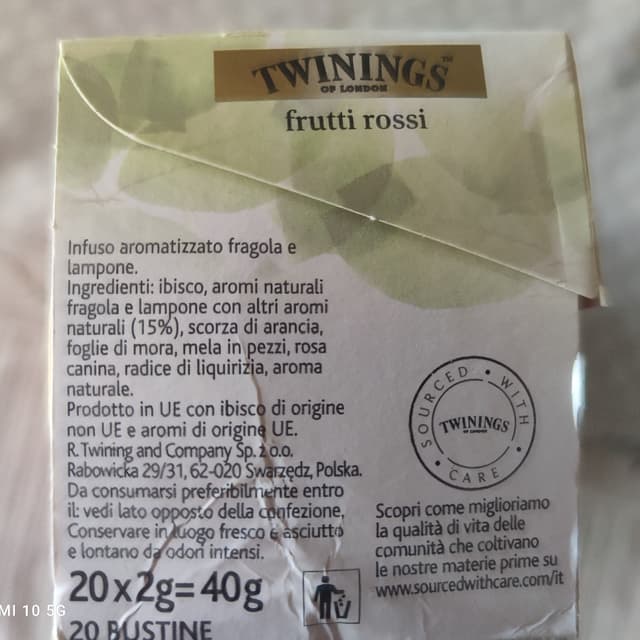 TWININGS™
OF LONDON
frutti rossi
Infuso aromatizzato fragola e
lampone.
Ingredienti: ibisco, aromi naturali
fragola e lampone con altri aromi
naturali (15%), scorza di arancia,
foglie di mora, mela in pezzi, rosa
canina, radice di liquirizia, aroma
naturale.
Prodotto in UE con ibisco di origine
non UE e aromi di origine UE.
R. Twining and Company Sp. z o.o.
Rabowicka 29/31, 62-020 Swarzędz, Polska.
Da consumarsi preferibilmente entro
il: vedi lato opposto della confezione,
Conservare in luogo fresco e asciutto
e lontano da odori intensi.
20x2g=40g
20 BUSTINE
SOURCED • WITH • CARE •
TWININGS
OF LONDON
Scopri come miglioriamo
la qualità di vita delle
comunità che coltivano
le nostre materie prime su
www.sourcedwithcare.com/it
MI 10 5G